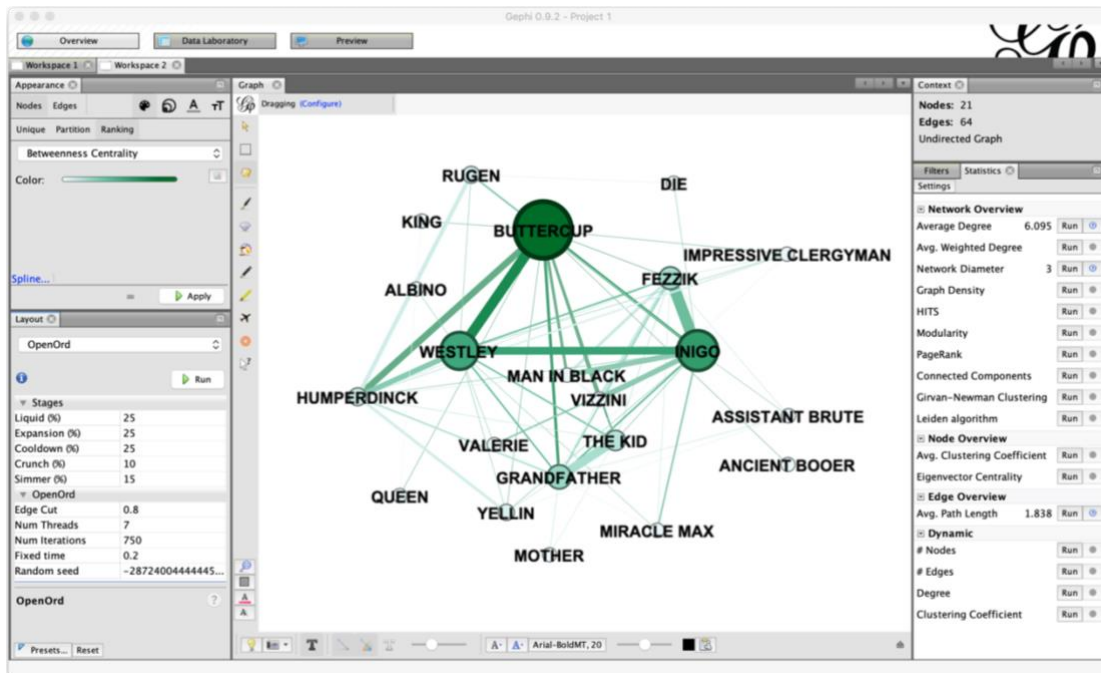 Gephi 0.9.2 - Project 1
Overview
Data Laboratory
Preview
Workspace 1
Workspace 2
Appearance
Nodes Edges
Unique Partition Ranking
Betweenness Centrality
Color:
Spline...
Apply
Layout
OpenOrd
Run
Stages
Liquid (%) 25
Expansion (%) 25
Cooldown (%) 25
Crunch (%) 10
Simmer (%) 15
OpenOrd
Edge Cut 0.8
Num Threads 7
Num Iterations 750
Fixed time 0.2
Random seed -28724004444445...
OpenOrd
?
Presets... Reset
Graph
Dragging (Configure)
RUGEN
DIE
KING
BUTTERCUP
IMPRESSIVE CLERGYMAN
FEZZIK
ALBINO
WESTLEY
INIGO
MAN IN BLACK
HUMPERDINCK
VIZZINI
ASSISTANT BRUTE
VALERIE
THE KID
ANCIENT BOOER
GRANDFATHER
QUEEN
YELLIN
MIRACLE MAX
MOTHER
Arial-BoldMT, 20
Context
Nodes: 21
Edges: 64
Undirected Graph
Filters Statistics
Settings
Network Overview
Average Degree 6.095 Run
Avg. Weighted Degree Run
Network Diameter 3 Run
Graph Density Run
HITS Run
Modularity Run
PageRank Run
Connected Components Run
Girvan-Newman Clustering Run
Leiden algorithm Run
Node Overview
Avg. Clustering Coefficient Run
Eigenvector Centrality Run
Edge Overview
Avg. Path Length 1.838 Run
Dynamic
# Nodes Run
# Edges Run
Degree Run
Clustering Coefficient Run